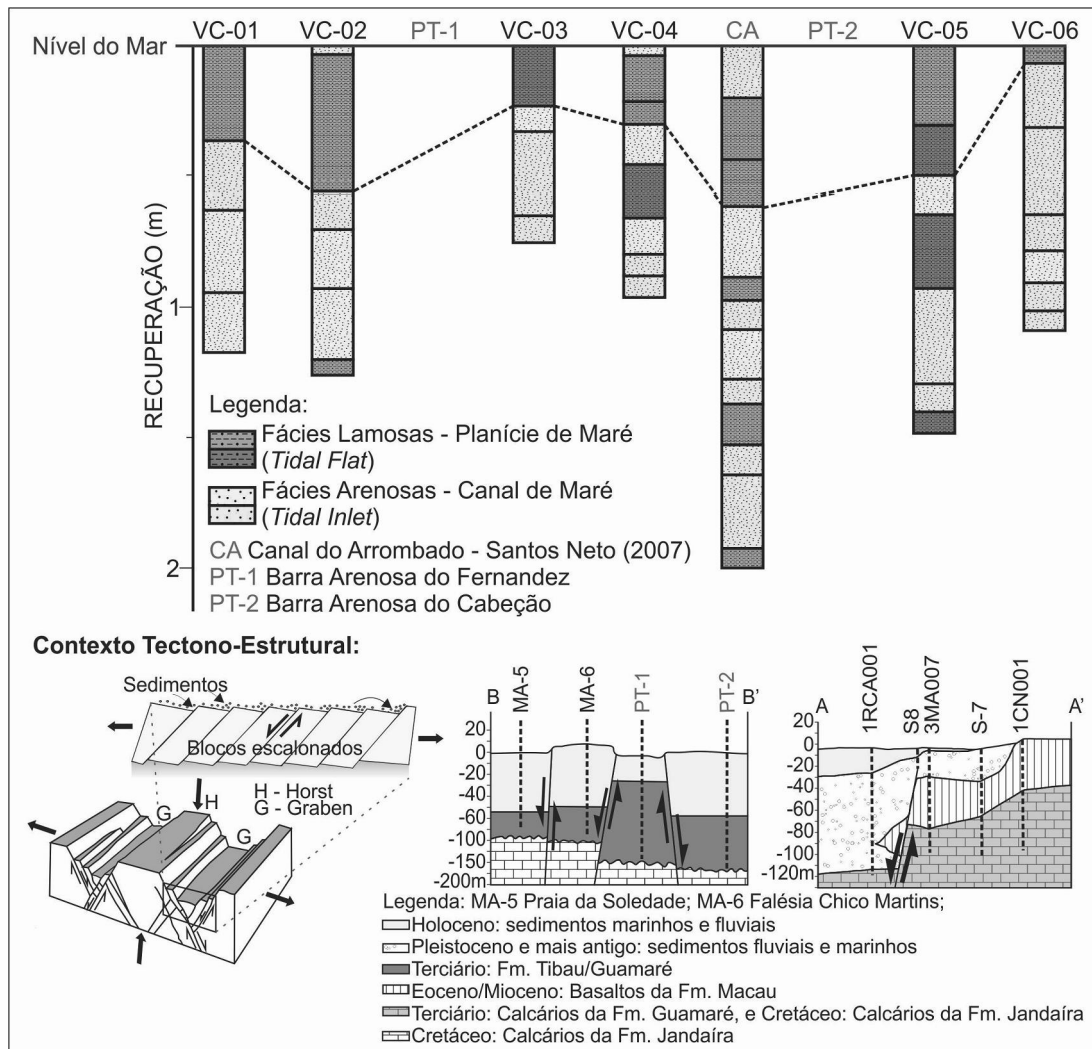 VC-01 VC-02 PT-1 VC-03 VC-04 CA PT-2 VC-05 VC-06
Nível do Mar
RECUPERAÇÃO (m)
1
2
Legenda:
Fácies Lamosas - Planície de Maré
(Tidal Flat)
Fácies Arenosas - Canal de Maré
(Tidal Inlet)
CA Canal do Arrombado - Santos Neto (2007)
PT-1 Barra Arenosa do Fernandez
PT-2 Barra Arenosa do Cabeção
Contexto Tectono-Estrutural:
Sedimentos
Blocos escalonados
H - Horst
G - Graben
G H G
B MA-5 MA-6 PT-1 PT-2 B'
20
0
-20
-40
-60
-80
-100
-150
-200m
A 1RCA001 S8 3MA007 S-7 1CN001 A'
20
0
-20
-40
-60
-80
-100
-120m
Legenda: MA-5 Praia da Soledade; MA-6 Falésia Chico Martins;
Holoceno: sedimentos marinhos e fluviais
Pleistoceno e mais antigo: sedimentos fluviais e marinhos
Terciário: Fm. Tibau/Guamaré
Eoceno/Mioceno: Basaltos da Fm. Macau
Terciário: Calcários da Fm. Guamaré, e Cretáceo: Calcários da Fm. Jandaíra
Cretáceo: Calcários da Fm. Jandaíra